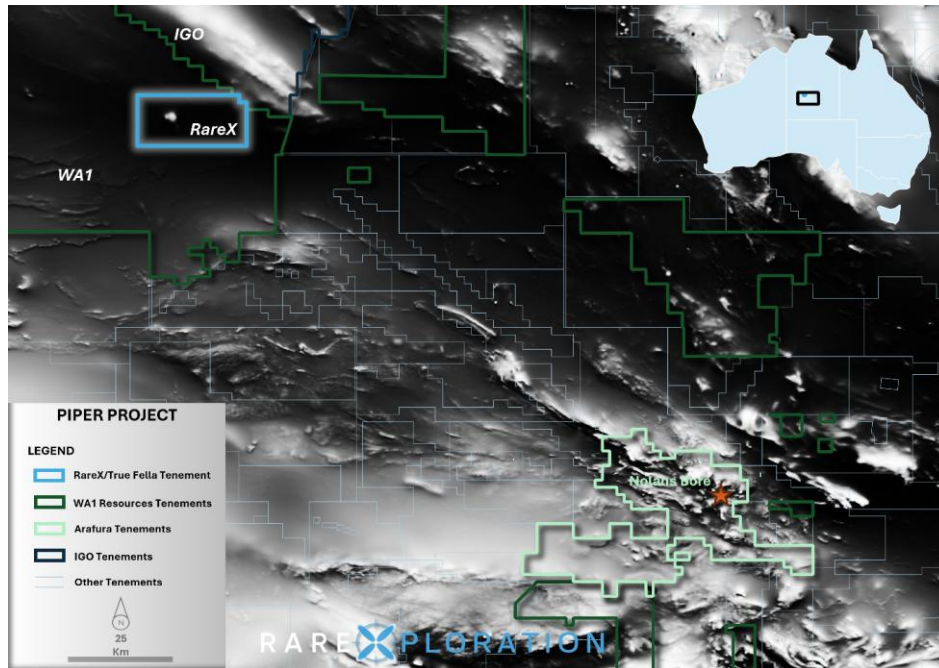 IGO
RareX
WA1
Nolans Bore
PIPER PROJECT
LEGEND
RareX/True Fella Tenement
WA1 Resources Tenements
Arafura Tenements
IGO Tenements
Other Tenements
N
25
Km
RAREXPLORATION